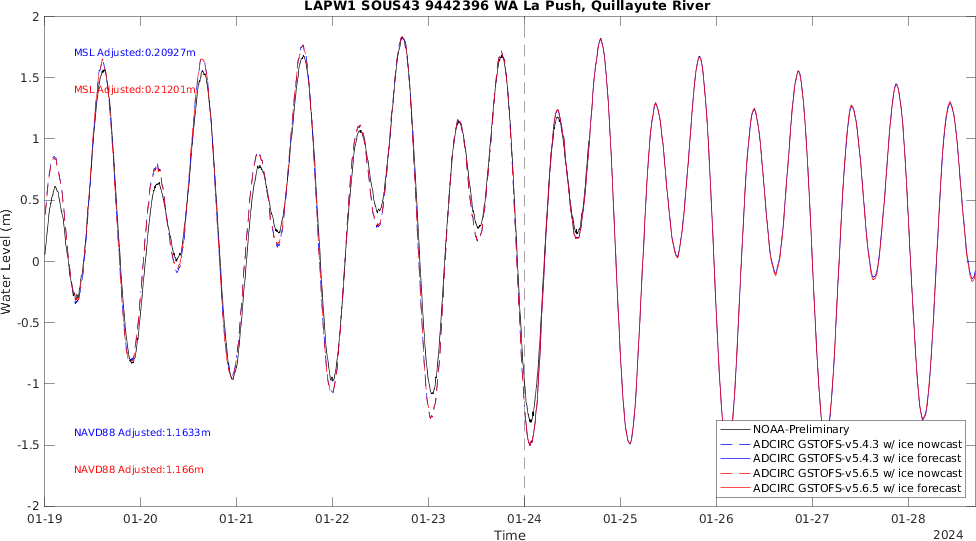 LAPW1 SOUS43 9442396 WA La Push, Quillayute River
2
1.5
1
0.5
0
-0.5
-1
-1.5
-2
Water Level (m)
MSL Adjusted:0.20927m
MSL Adjusted:0.21201m
NAVD88 Adjusted:1.1633m
NAVD88 Adjusted:1.166m
NOAA-Preliminary
ADCIRC GSTOFS-v5.4.3 w/ ice nowcast
ADCIRC GSTOFS-v5.4.3 w/ ice forecast
ADCIRC GSTOFS-v5.6.5 w/ ice nowcast
ADCIRC GSTOFS-v5.6.5 w/ ice forecast
01-19 01-20 01-21 01-22 01-23 01-24 01-25 01-26 01-27 01-28
Time
2024